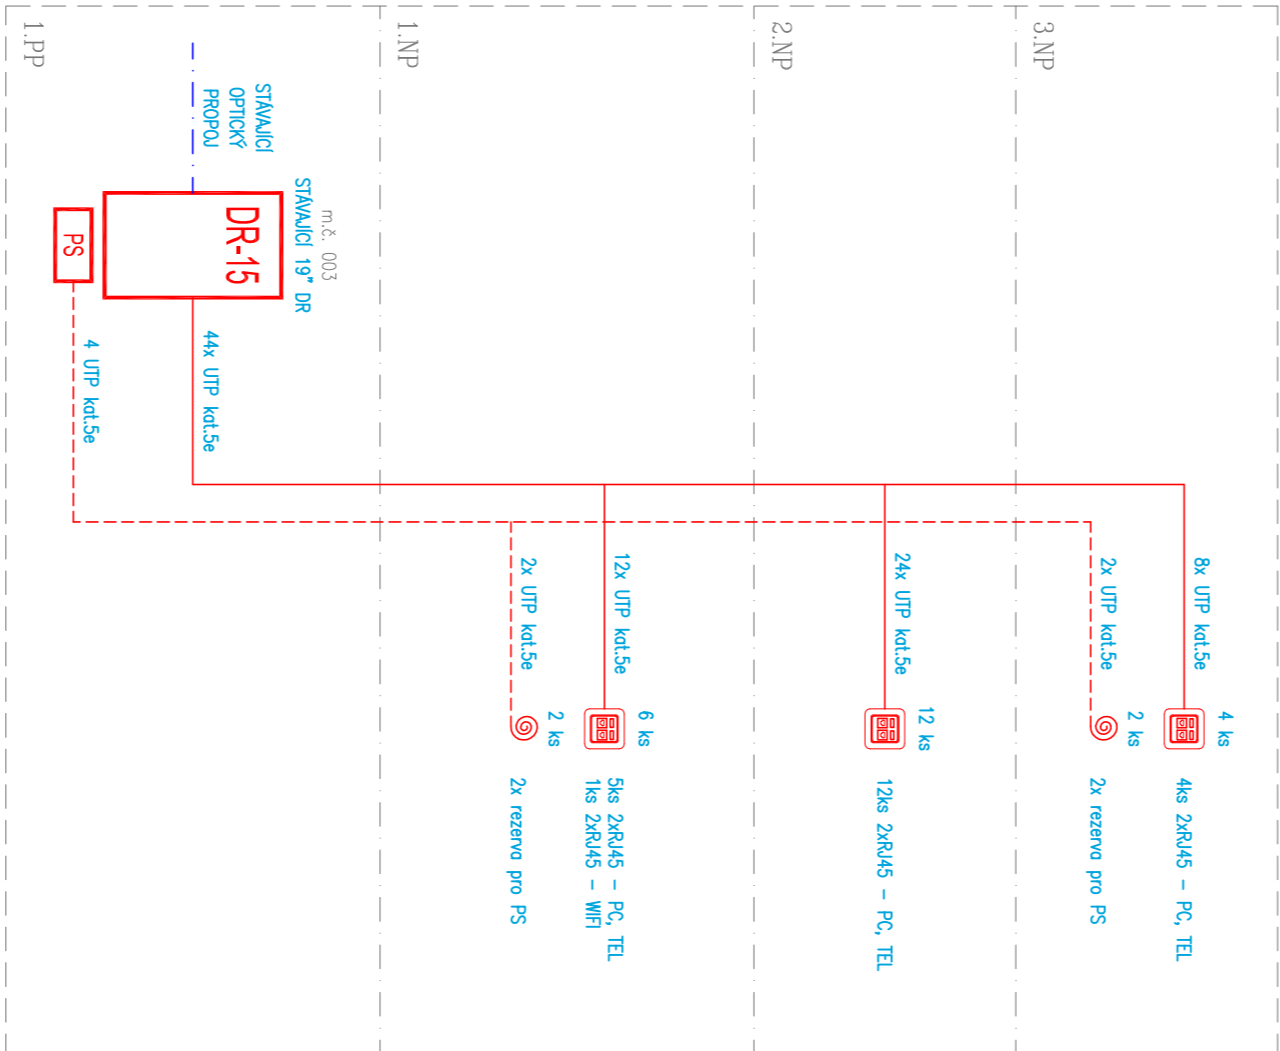 3.NP
8x UTP kat.5e
4 ks
4ks 2xRJ45 – PC, TEL
2x UTP kat.5e
2 ks
2x rezerva pro PS
2.NP
24x UTP kat.5e
12 ks
12ks 2xRJ45 – PC, TEL
1.NP
12x UTP kat.5e
6 ks
5ks 2xRJ45 – PC, TEL
1ks 2xRJ45 – WIFI
2x UTP kat.5e
2 ks
2x rezerva pro PS
1.PP
STÁVAJÍCÍ
OPTICKÝ
PROPOJ
m.č. 003
STÁVAJÍCÍ 19" DR
DR-15
PS
44x UTP kat.5e
4 UTP kat.5e